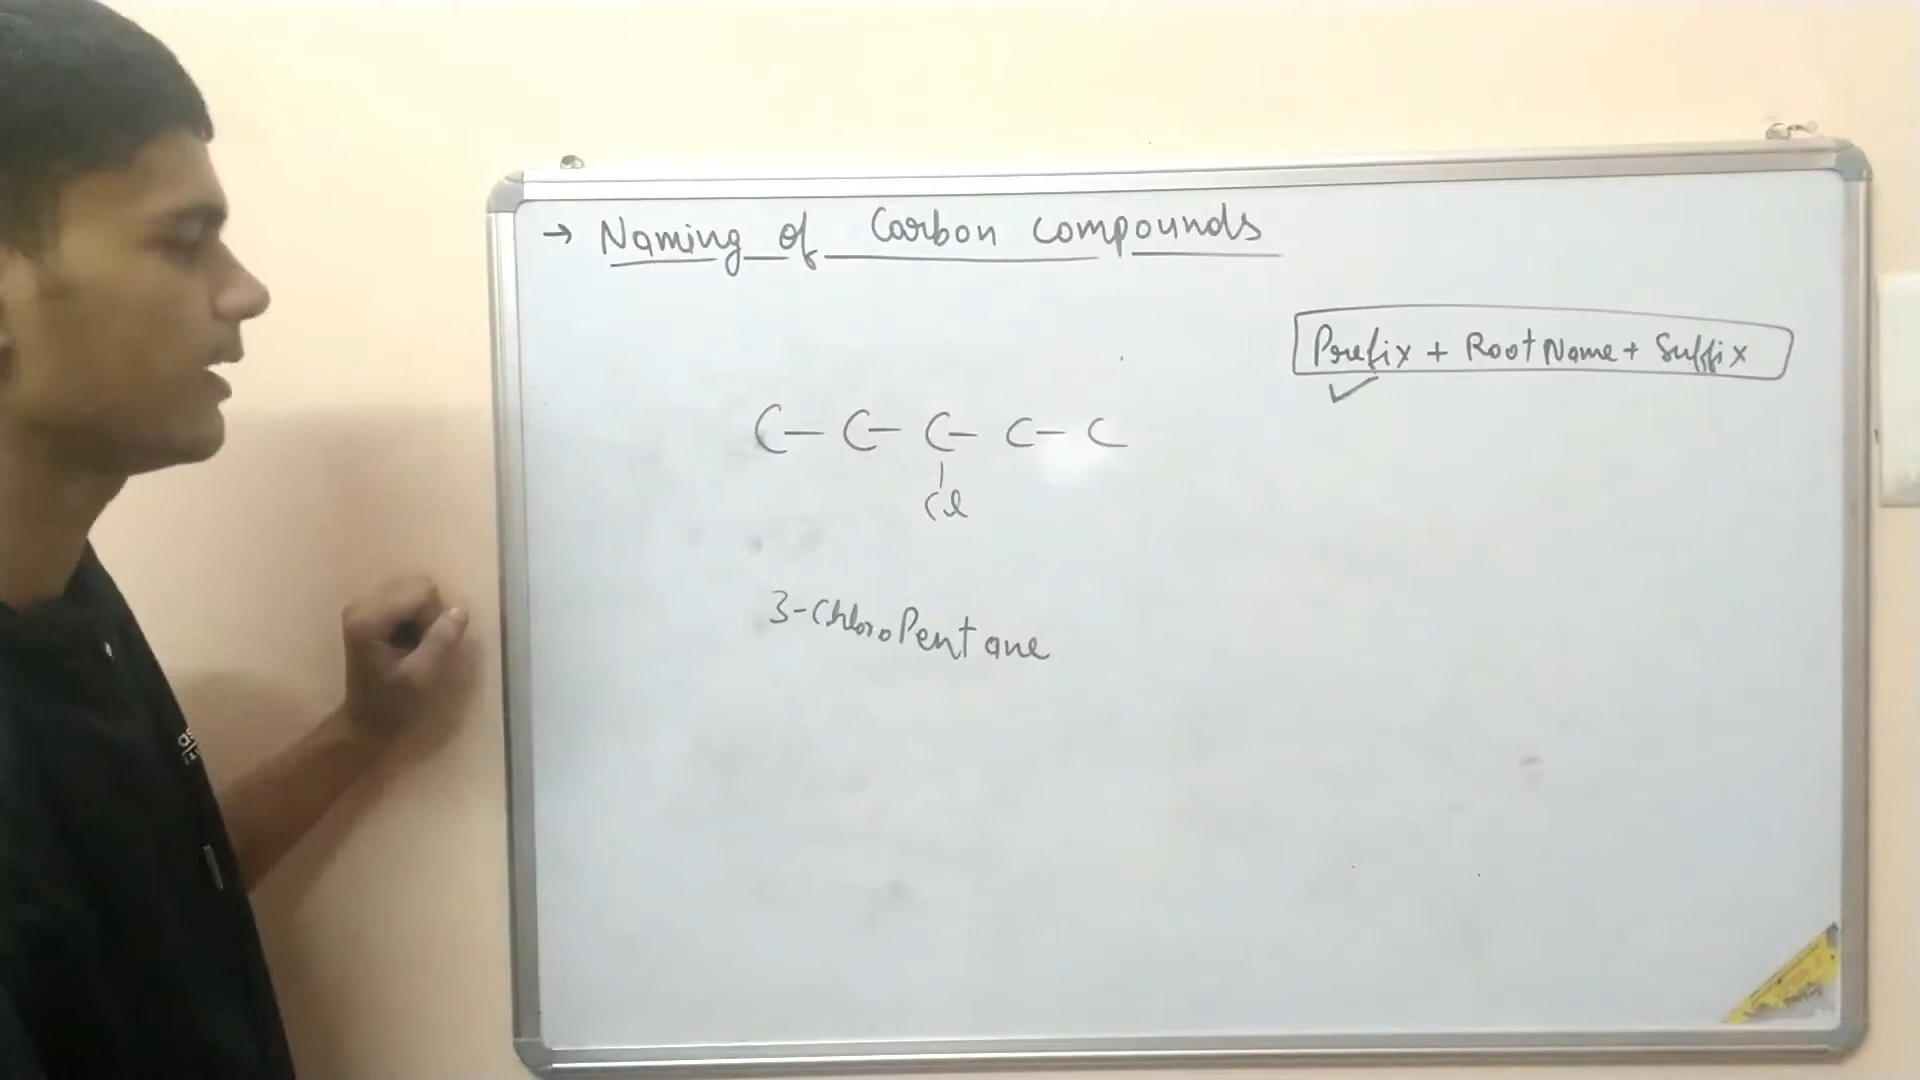 → Naming of Carbon compounds
Prefix + Root Name + Suffix
C – C – C – C – C
Cl
3-Chloro Pentane